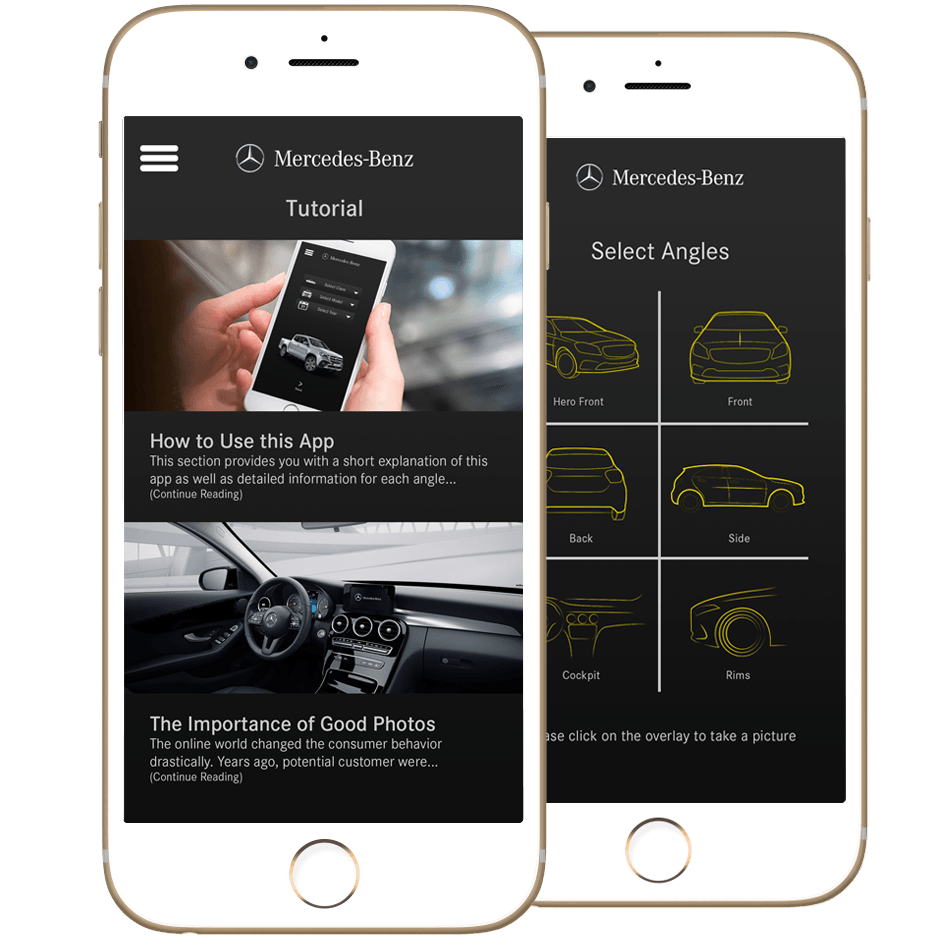 Mercedes-Benz
Tutorial
Mercedes-Benz
Select Class
Select Model
Select Year
How to Use this App
This section provides you with a short explanation of this
app as well as detailed information for each angle...
(Continue Reading)
Mercedes-Benz
The Importance of Good Photos
The online world changed the consumer behavior
drastically. Years ago, potential customer were...
(Continue Reading)
Mercedes-Benz
Select Angles
Hero Front
Front
Back
Side
Cockpit
Rims
ase click on the overlay to take a picture